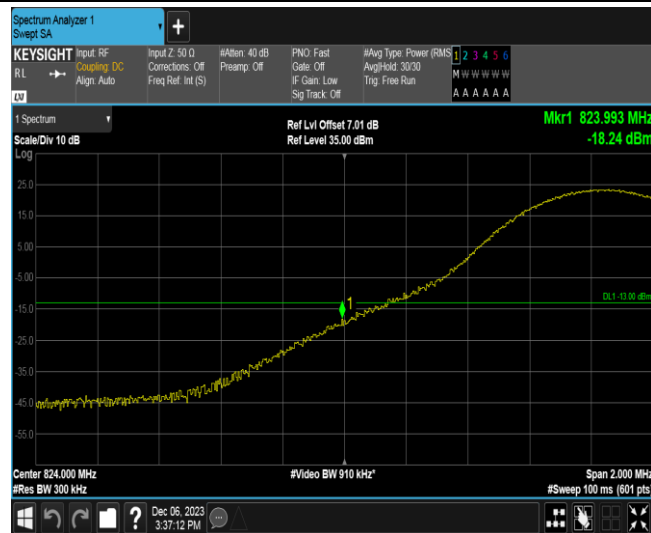 Spectrum Analyzer 1
Swept SA
+
KEYSIGHT
RL
LXI
Input: RF
Coupling: DC
Align: Auto
Input Z: 50 Ω
Corrections: Off
Freq Ref: Int (S)
#Atten: 40 dB
Preamp: Off
PNO: Fast
Gate: Off
IF Gain: Low
Sig Track: Off
#Avg Type: Power (RMS
Avg|Hold: 30/30
Trig: Free Run
1 2 3 4 5 6
M W W W W W
A A A A A A
1 Spectrum
Scale/Div 10 dB
Log
Ref Lvl Offset 7.01 dB
Ref Level 35.00 dBm
Mkr1 823.993 MHz
-18.24 dBm
25.0
15.0
5.00
-5.00
-15.0
-25.0
-35.0
-45.0
-55.0
1
DL1 -13.00 dBm
Center 824.000 MHz
#Res BW 300 kHz
#Video BW 910 kHz*
Span 2.000 MHz
#Sweep 100 ms (601 pts)
?
Dec 06, 2023
3:37:12 PM